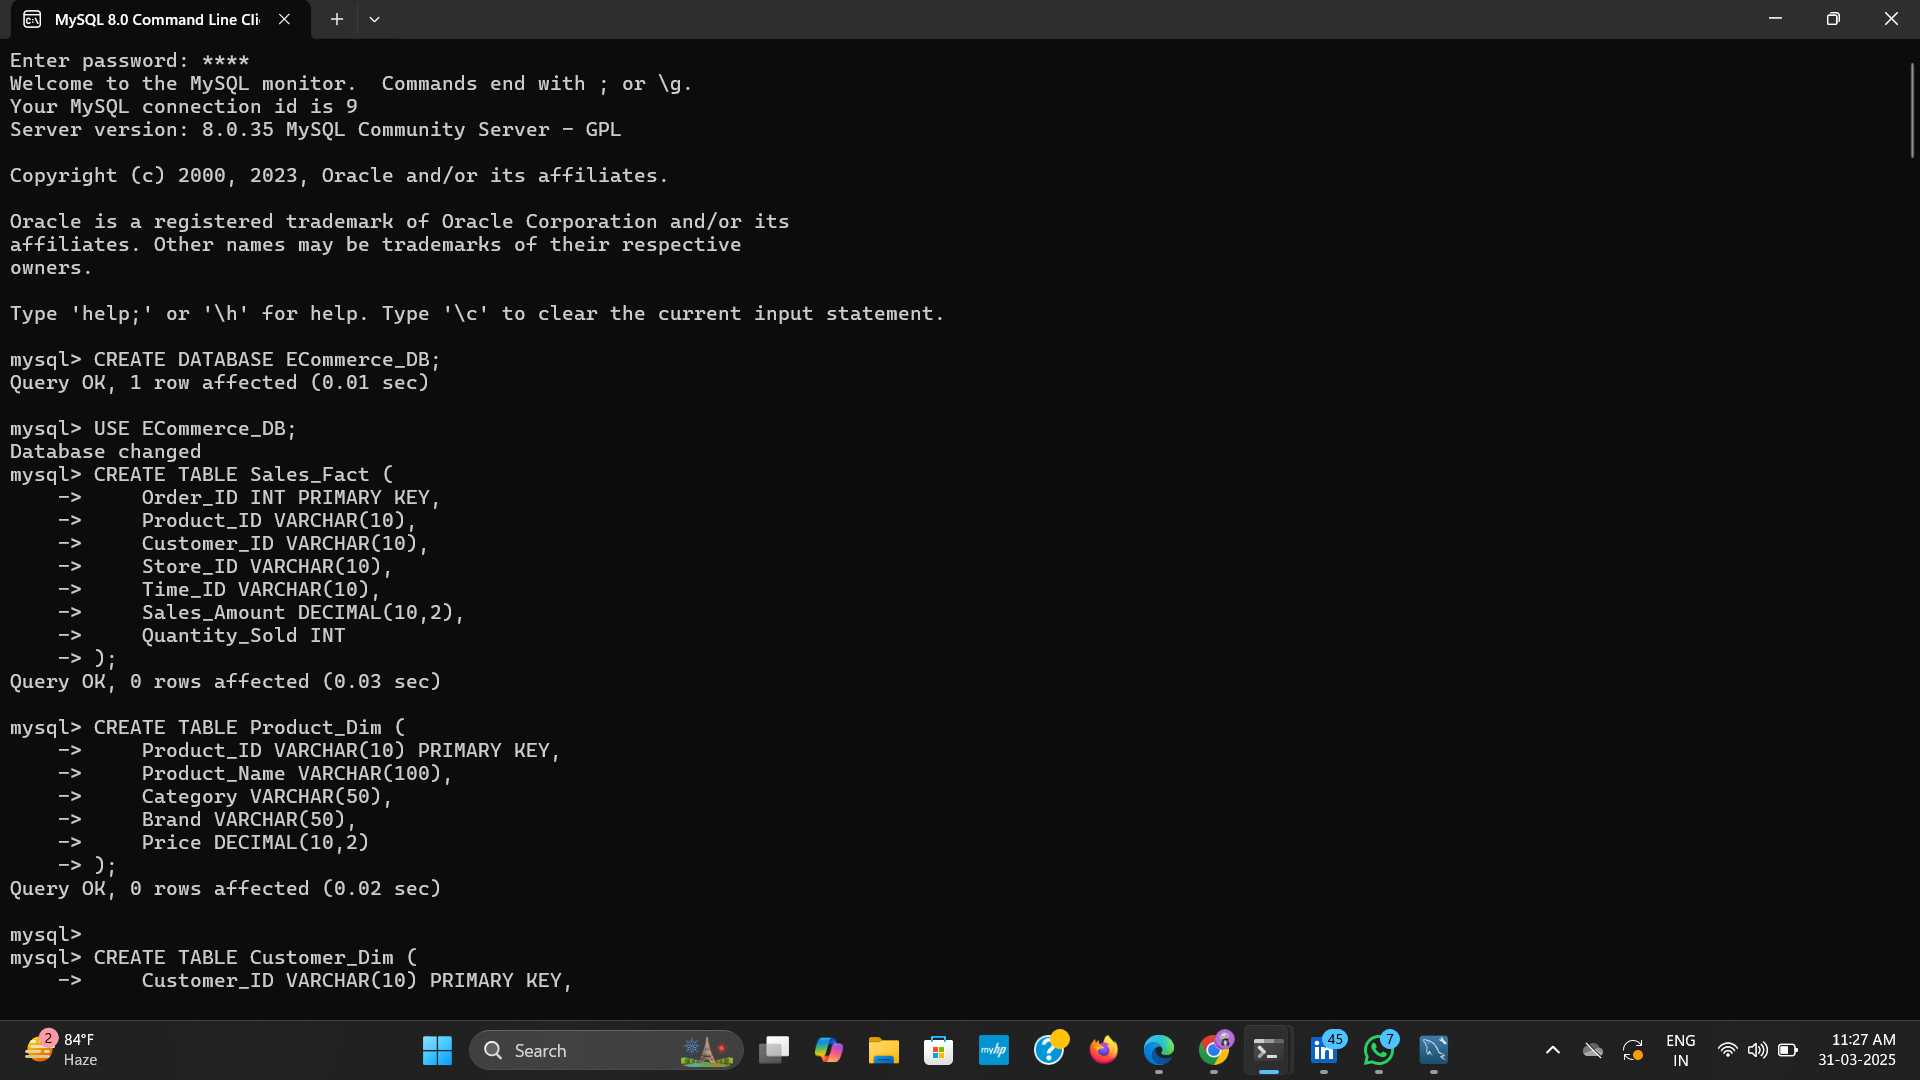 MySQL 8.0 Command Line Cli
Enter password: ****
Welcome to the MySQL monitor.  Commands end with ; or \g.
Your MySQL connection id is 9
Server version: 8.0.35 MySQL Community Server - GPL

Copyright (c) 2000, 2023, Oracle and/or its affiliates.

Oracle is a registered trademark of Oracle Corporation and/or its
affiliates. Other names may be trademarks of their respective
owners.

Type 'help;' or '\h' for help. Type '\c' to clear the current input statement.

mysql> CREATE DATABASE ECommerce_DB;
Query OK, 1 row affected (0.01 sec)

mysql> USE ECommerce_DB;
Database changed
mysql> CREATE TABLE Sales_Fact (
    ->     Order_ID INT PRIMARY KEY,
    ->     Product_ID VARCHAR(10),
    ->     Customer_ID VARCHAR(10),
    ->     Store_ID VARCHAR(10),
    ->     Time_ID VARCHAR(10),
    ->     Sales_Amount DECIMAL(10,2),
    ->     Quantity_Sold INT
    -> );
Query OK, 0 rows affected (0.03 sec)

mysql> CREATE TABLE Product_Dim (
    ->     Product_ID VARCHAR(10) PRIMARY KEY,
    ->     Product_Name VARCHAR(100),
    ->     Category VARCHAR(50),
    ->     Brand VARCHAR(50),
    ->     Price DECIMAL(10,2)
    -> );
Query OK, 0 rows affected (0.02 sec)

mysql>
mysql> CREATE TABLE Customer_Dim (
    ->     Customer_ID VARCHAR(10) PRIMARY KEY,
2
84°F
Haze
Search
myhp
?
in
45
7
ENG
IN
11:27 AM
31-03-2025